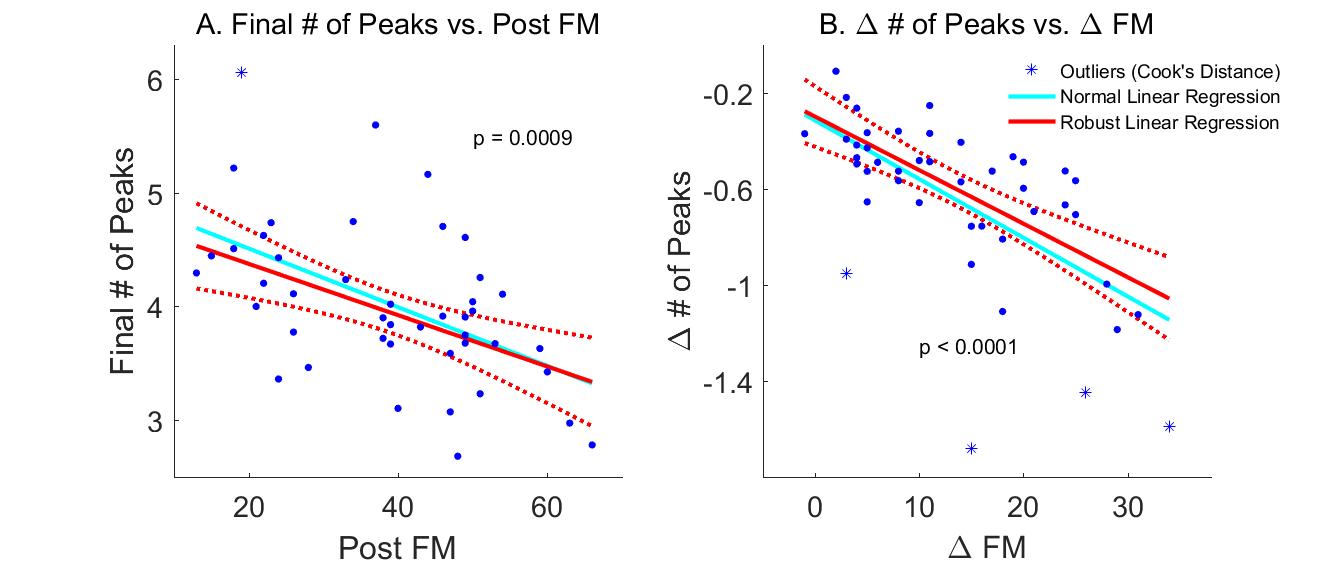 A. Final # of Peaks vs. Post FM
6
5
4
3
Final # of Peaks
p = 0.0009
20 40 60
Post FM
B. Δ # of Peaks vs. Δ FM
Outliers (Cook's Distance)
Normal Linear Regression
Robust Linear Regression
-0.2
-0.6
-1
-1.4
Δ # of Peaks
p < 0.0001
0 10 20 30
Δ FM